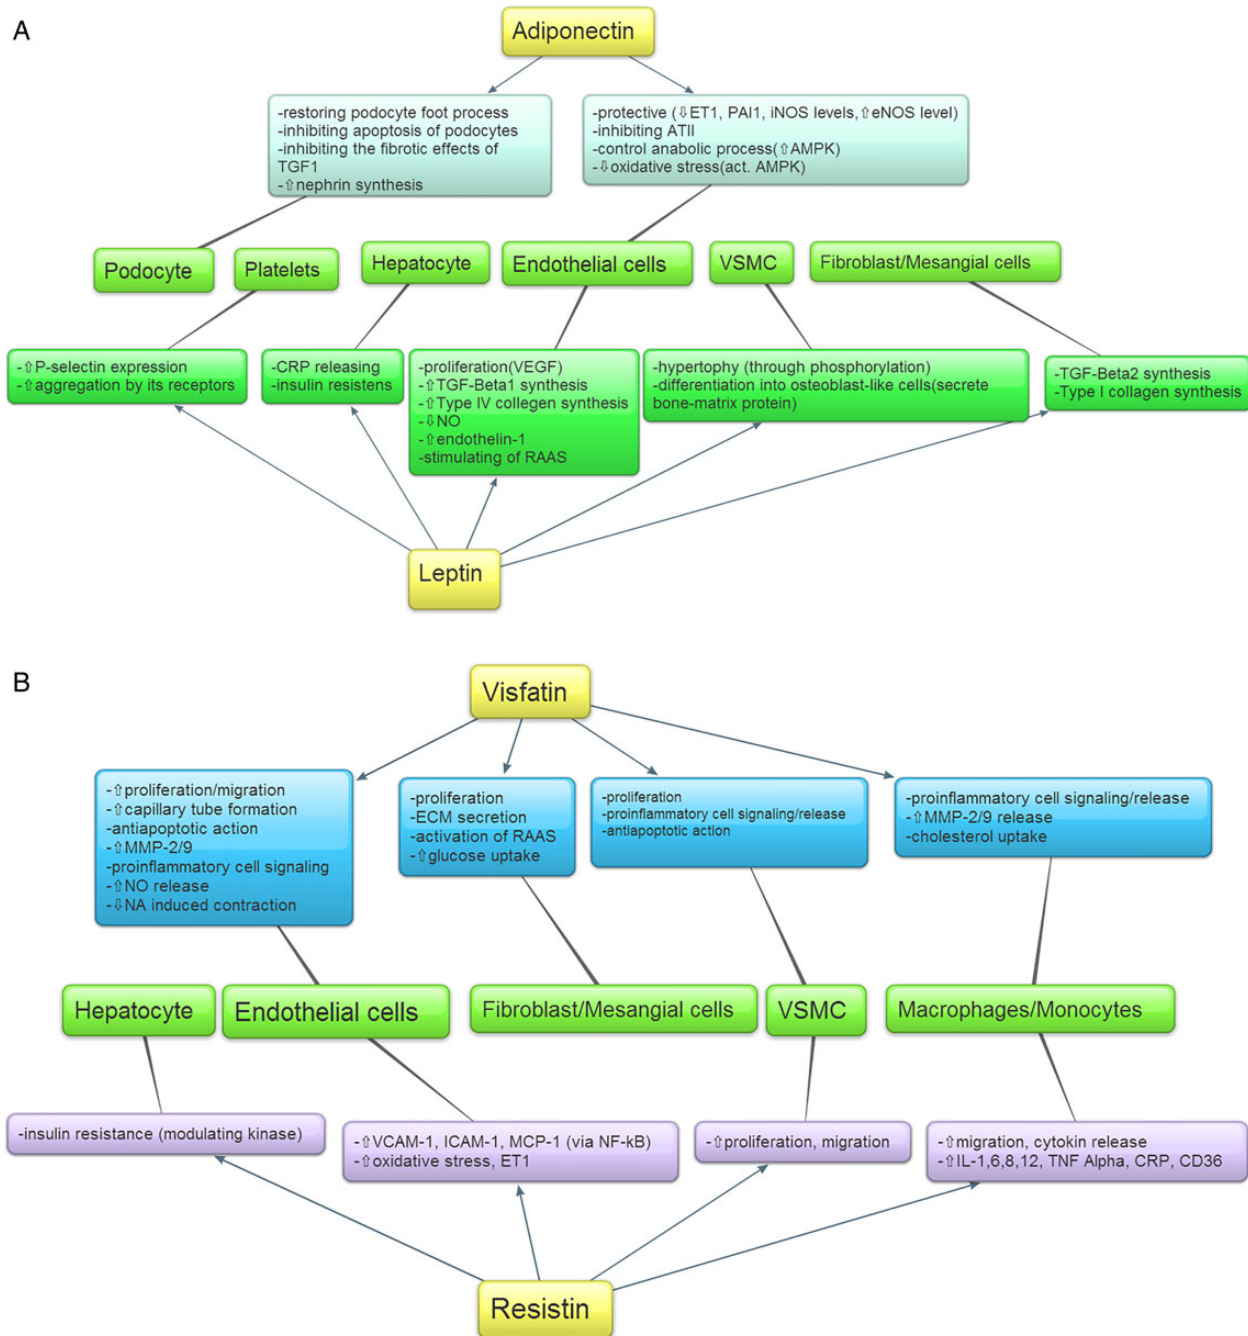 A
Adiponectin
-restoring podocyte foot process
-inhibiting apoptosis of podocytes
-inhibiting the fibrotic effects of
TGF1
-⇧nephrin synthesis
-protective (⇩ET1, PAI1, iNOS levels,⇧eNOS level)
-inhibiting ATII
-control anabolic process(⇧AMPK)
-⇩oxidative stress(act. AMPK)
Podocyte
Platelets
Hepatocyte
Endothelial cells
VSMC
Fibroblast/Mesangial cells
-⇧P-selectin expression
-⇧aggregation by its receptors
-CRP releasing
-insulin resistens
-proliferation(VEGF)
-⇧TGF-Beta1 synthesis
-⇧Type IV collegen synthesis
-⇩NO
-⇧endothelin-1
-stimulating of RAAS
-hypertophy (through phosphorylation)
-differentiation into osteoblast-like cells(secrete
bone-matrix protein)
-TGF-Beta2 synthesis
-Type I collagen synthesis
Leptin
B
Visfatin
-⇧proliferation/migration
-⇧capillary tube formation
-antiapoptotic action
-⇧MMP-2/9
-proinflammatory cell signaling
-⇧NO release
-⇩NA induced contraction
-proliferation
-ECM secretion
-activation of RAAS
-⇧glucose uptake
-proliferation
-proinflammatory cell signaling/release
-antiapoptotic action
-proinflammatory cell signaling/release
-⇧MMP-2/9 release
-cholesterol uptake
Hepatocyte
Endothelial cells
Fibroblast/Mesangial cells
VSMC
Macrophages/Monocytes
-insulin resistance (modulating kinase)
-⇧VCAM-1, ICAM-1, MCP-1 (via NF-kB)
-⇧oxidative stress, ET1
-⇧proliferation, migration
-⇧migration, cytokin release
-⇧IL-1,6,8,12, TNF Alpha, CRP, CD36
Resistin